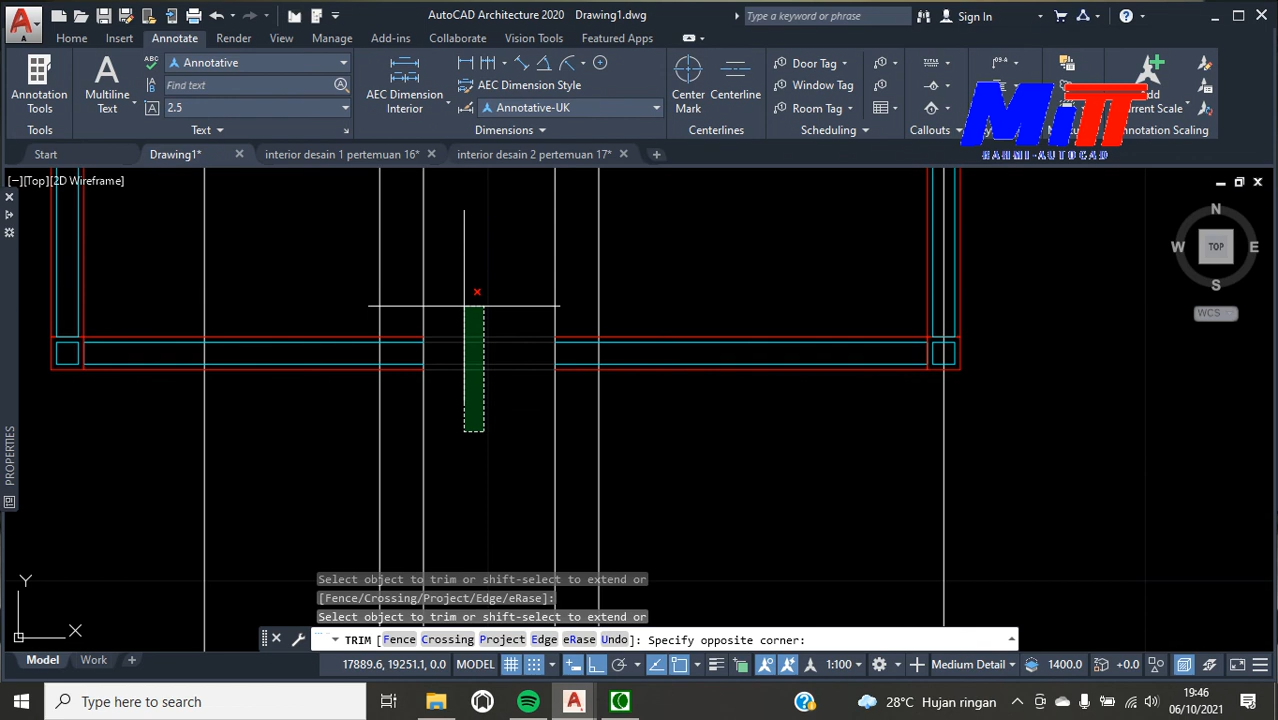 AutoCAD Architecture 2020 Drawing1.dwg
Type a keyword or phrase
Sign In
Home Insert Annotate Render View Manage Add-ins Collaborate Vision Tools Featured Apps
Annotation
Tools
Tools
Multiline
Text
Annotative
Find text
2.5
Text
AEC Dimension
Interior
AEC Dimension Style
Annotative-UK
Dimensions
Center
Mark
Centerline
Centerlines
Door Tag
Window Tag
Room Tag
Scheduling
Callouts
Add
Current Scale
Annotation Scaling
MiTT
RAHMI-AUTOCAD
Start Drawing1* interior desain 1 pertemuan 16* interior desain 2 pertemuan 17*
[−][Top][2D Wireframe]
N
W TOP E
S
WCS
PROPERTIES
Y
X
Select object to trim or shift-select to extend or
[Fence/Crossing/Project/Edge/eRase]:
Select object to trim or shift-select to extend or
TRIM [Fence Crossing Project Edge eRase Undo]: Specify opposite corner:
Model Work
17889.6, 19251.1, 0.0 MODEL 1:100 Medium Detail 1400.0 +0.0
Type here to search
28°C Hujan ringan
19:46
06/10/2021